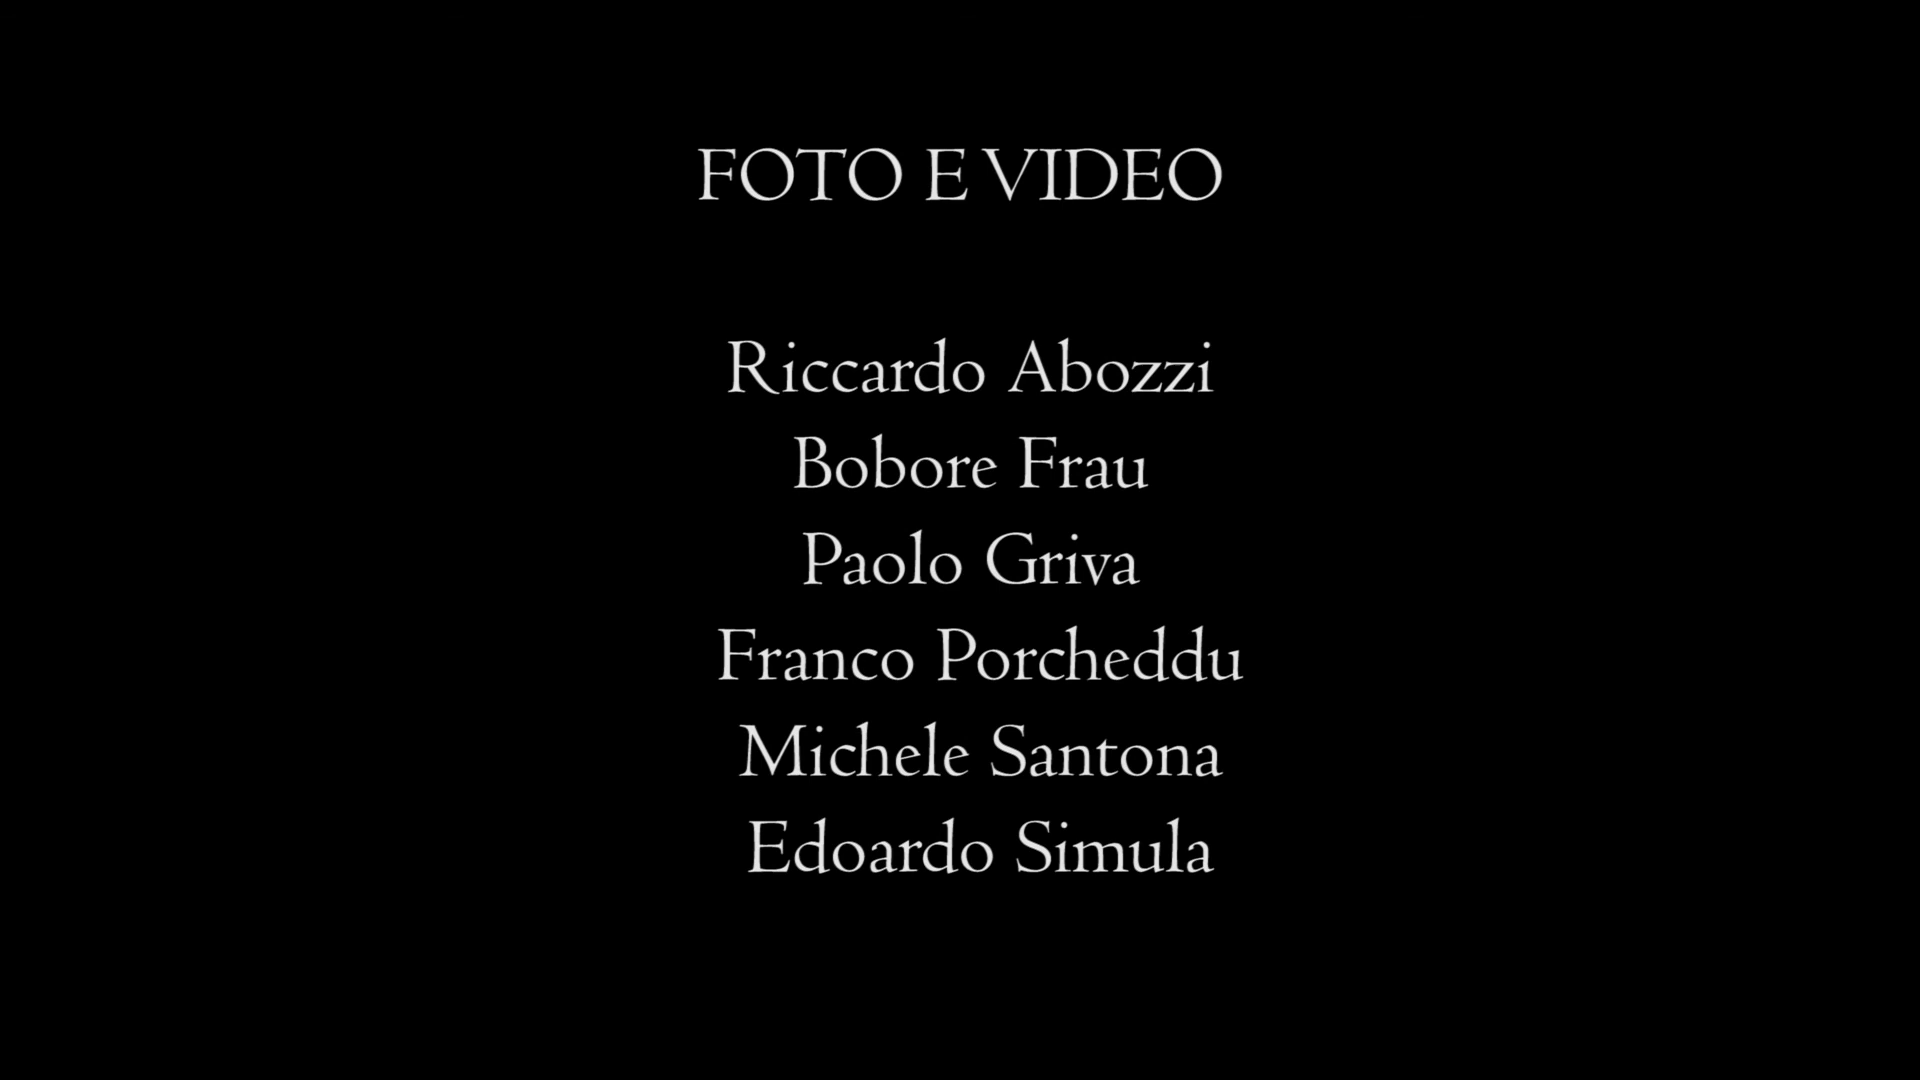 FOTO E VIDEO
Riccardo Abozzi
Bobore Frau
Paolo Griva
Franco Porcheddu
Michele Santona
Edoardo Simula